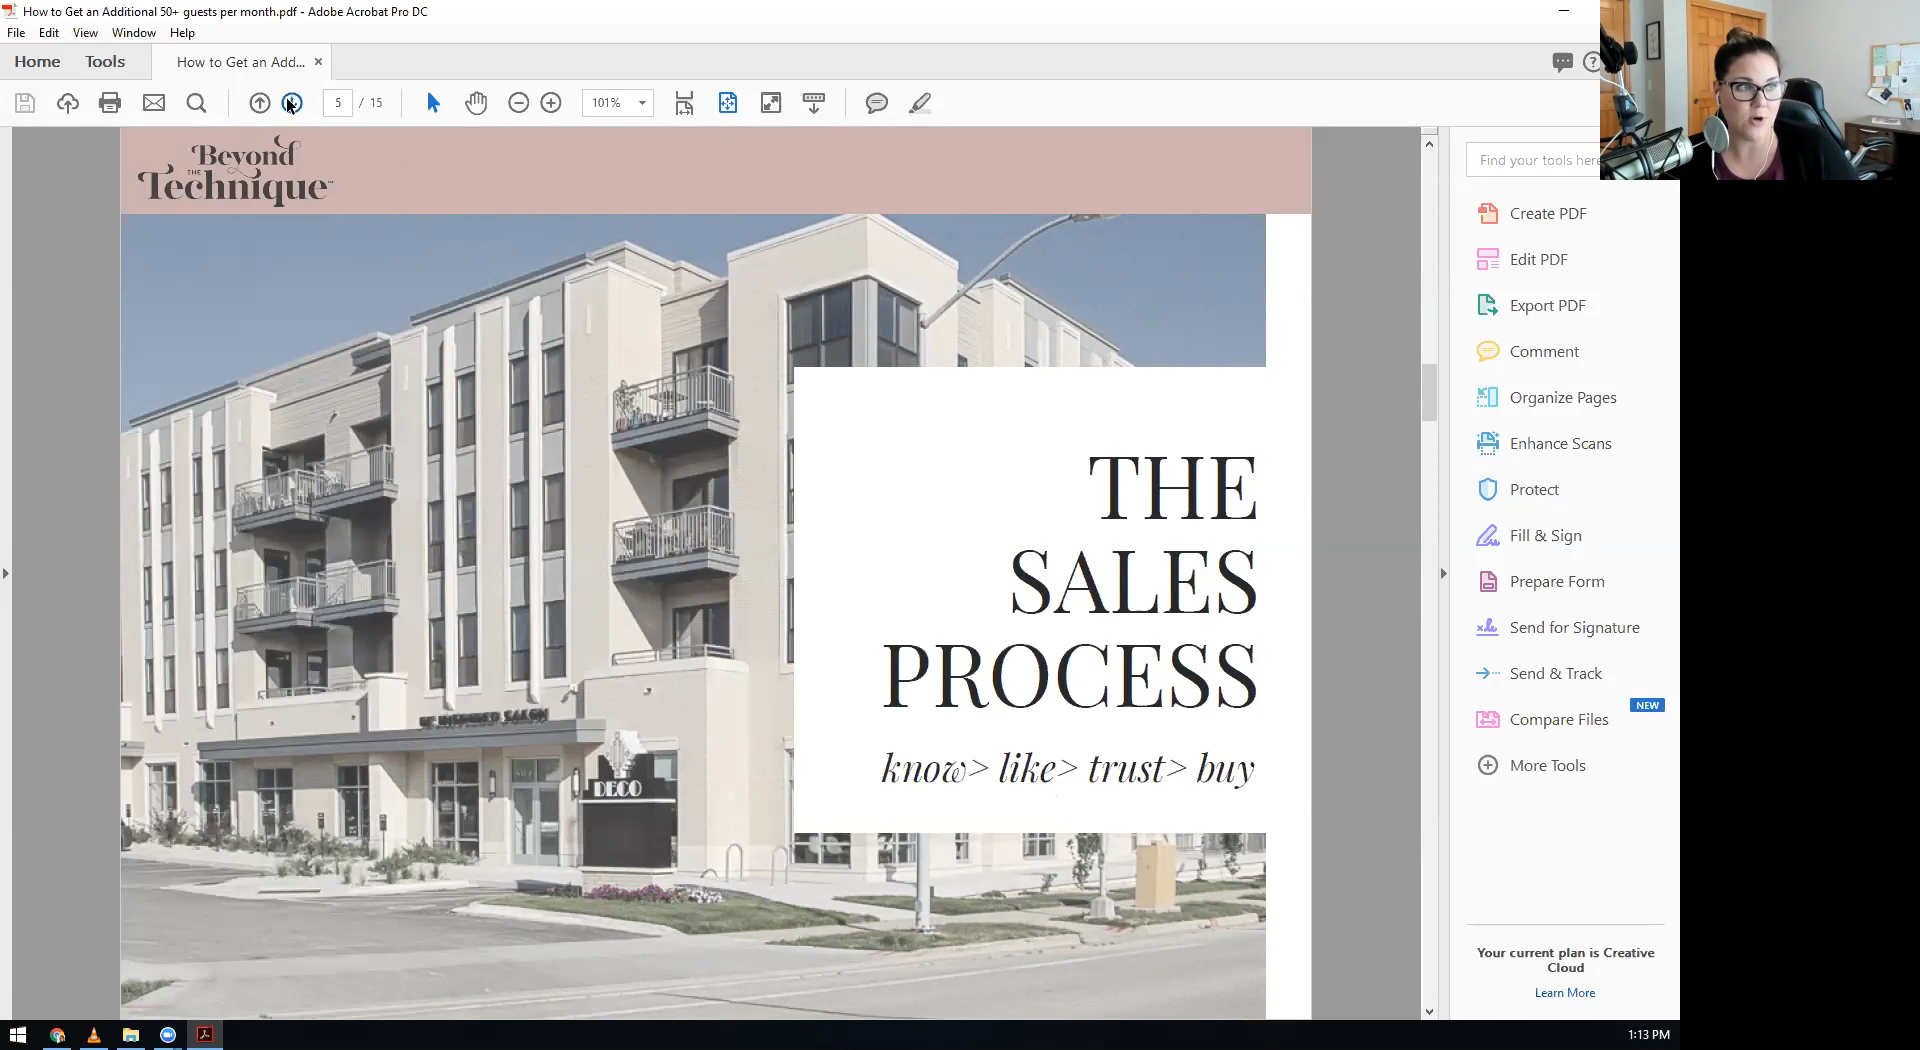 How to Get an Additional 50+ guests per month.pdf - Adobe Acrobat Pro DC
File Edit View Window Help
Home Tools How to Get an Add... ×
5 / 15 101%
Beyond
THE
Technique
THE
SALES
PROCESS
know> like> trust> buy
DECO
Find your tools here
Create PDF
Edit PDF
Export PDF
Comment
Organize Pages
Enhance Scans
Protect
Fill & Sign
Prepare Form
Send for Signature
Send & Track
NEW
Compare Files
More Tools
Your current plan is Creative
Cloud
Learn More
1:13 PM